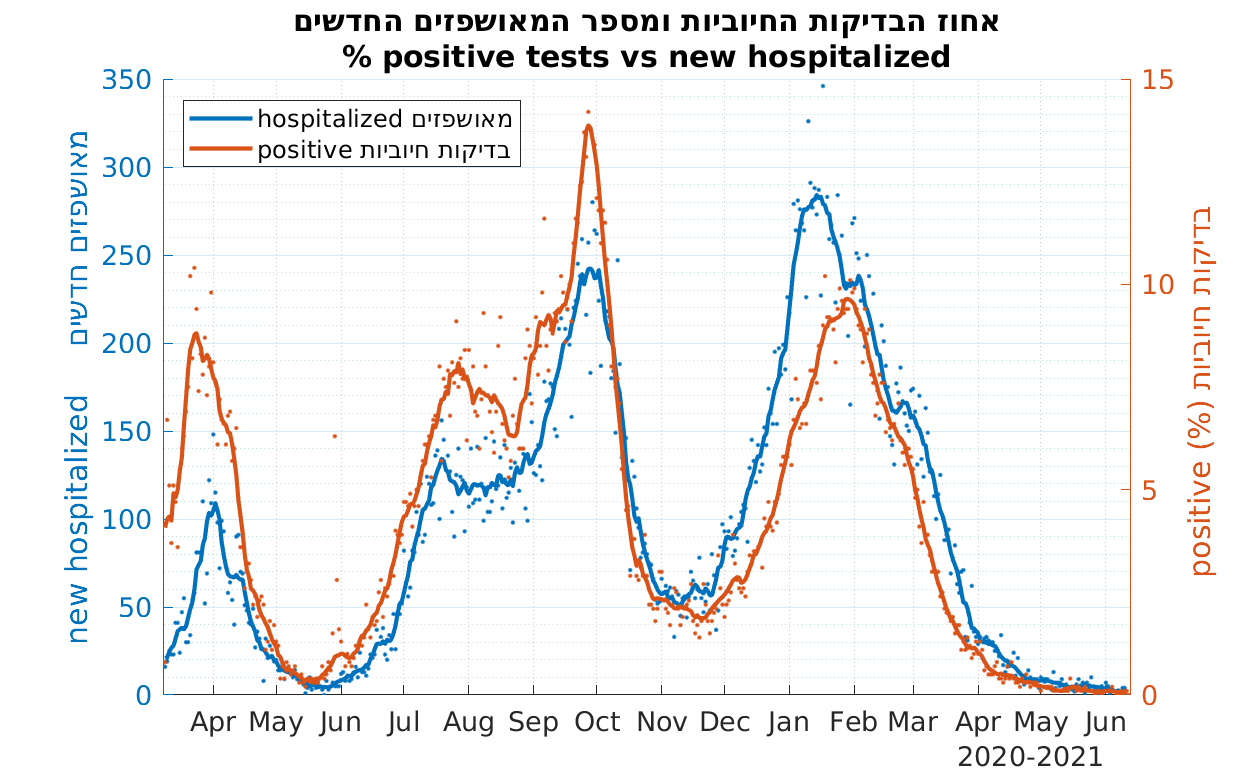 אחוז הבדיקות החיוביות ומספר המאושפזים החדשים
% positive tests vs new hospitalized
מאושפזים hospitalized
בדיקות חיוביות positive
new hospitalized מאושפזים חדשים
350
300
250
200
150
100
50
0
15
10
5
0
positive (%) בדיקות חיוביות
Apr May Jun Jul Aug Sep Oct Nov Dec Jan Feb Mar Apr May Jun
2020-2021